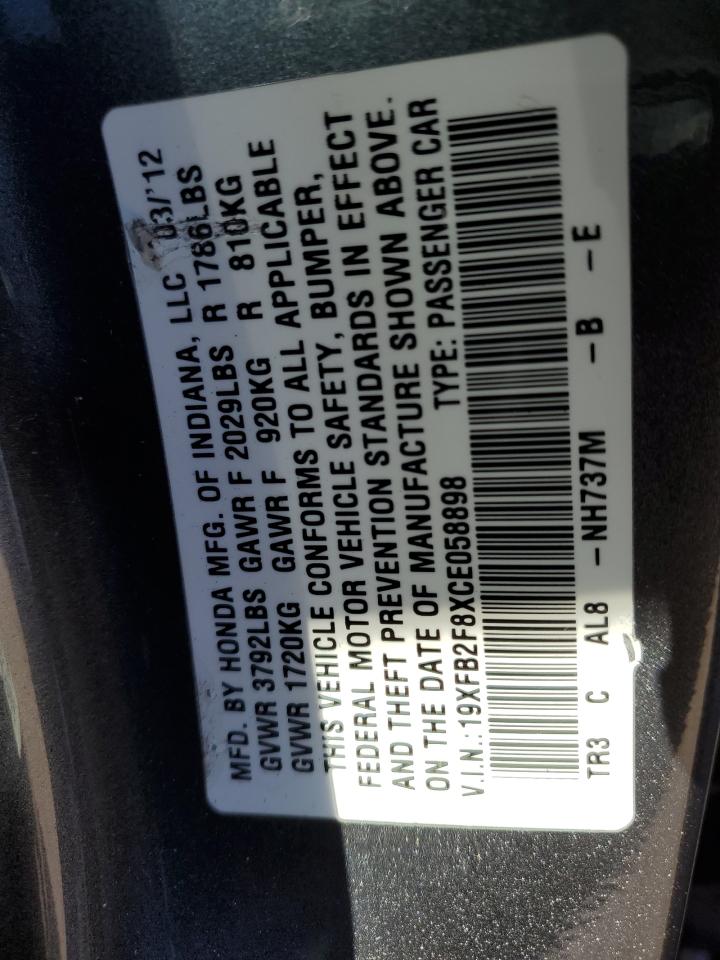 MFD. BY HONDA MFG. OF INDIANA, LLC 03/'12
GVWR 3792LBS GAWR F 2029LBS R 1786LBS
GVWR 1720KG GAWR F 920KG R 810KG
THIS VEHICLE CONFORMS TO ALL APPLICABLE
FEDERAL MOTOR VEHICLE SAFETY, BUMPER,
AND THEFT PREVENTION STANDARDS IN EFFECT
ON THE DATE OF MANUFACTURE SHOWN ABOVE.
V.I.N.: 19XFB2F8XCE058898 TYPE: PASSENGER CAR
TR3 C AL8 -NH737M -B -E